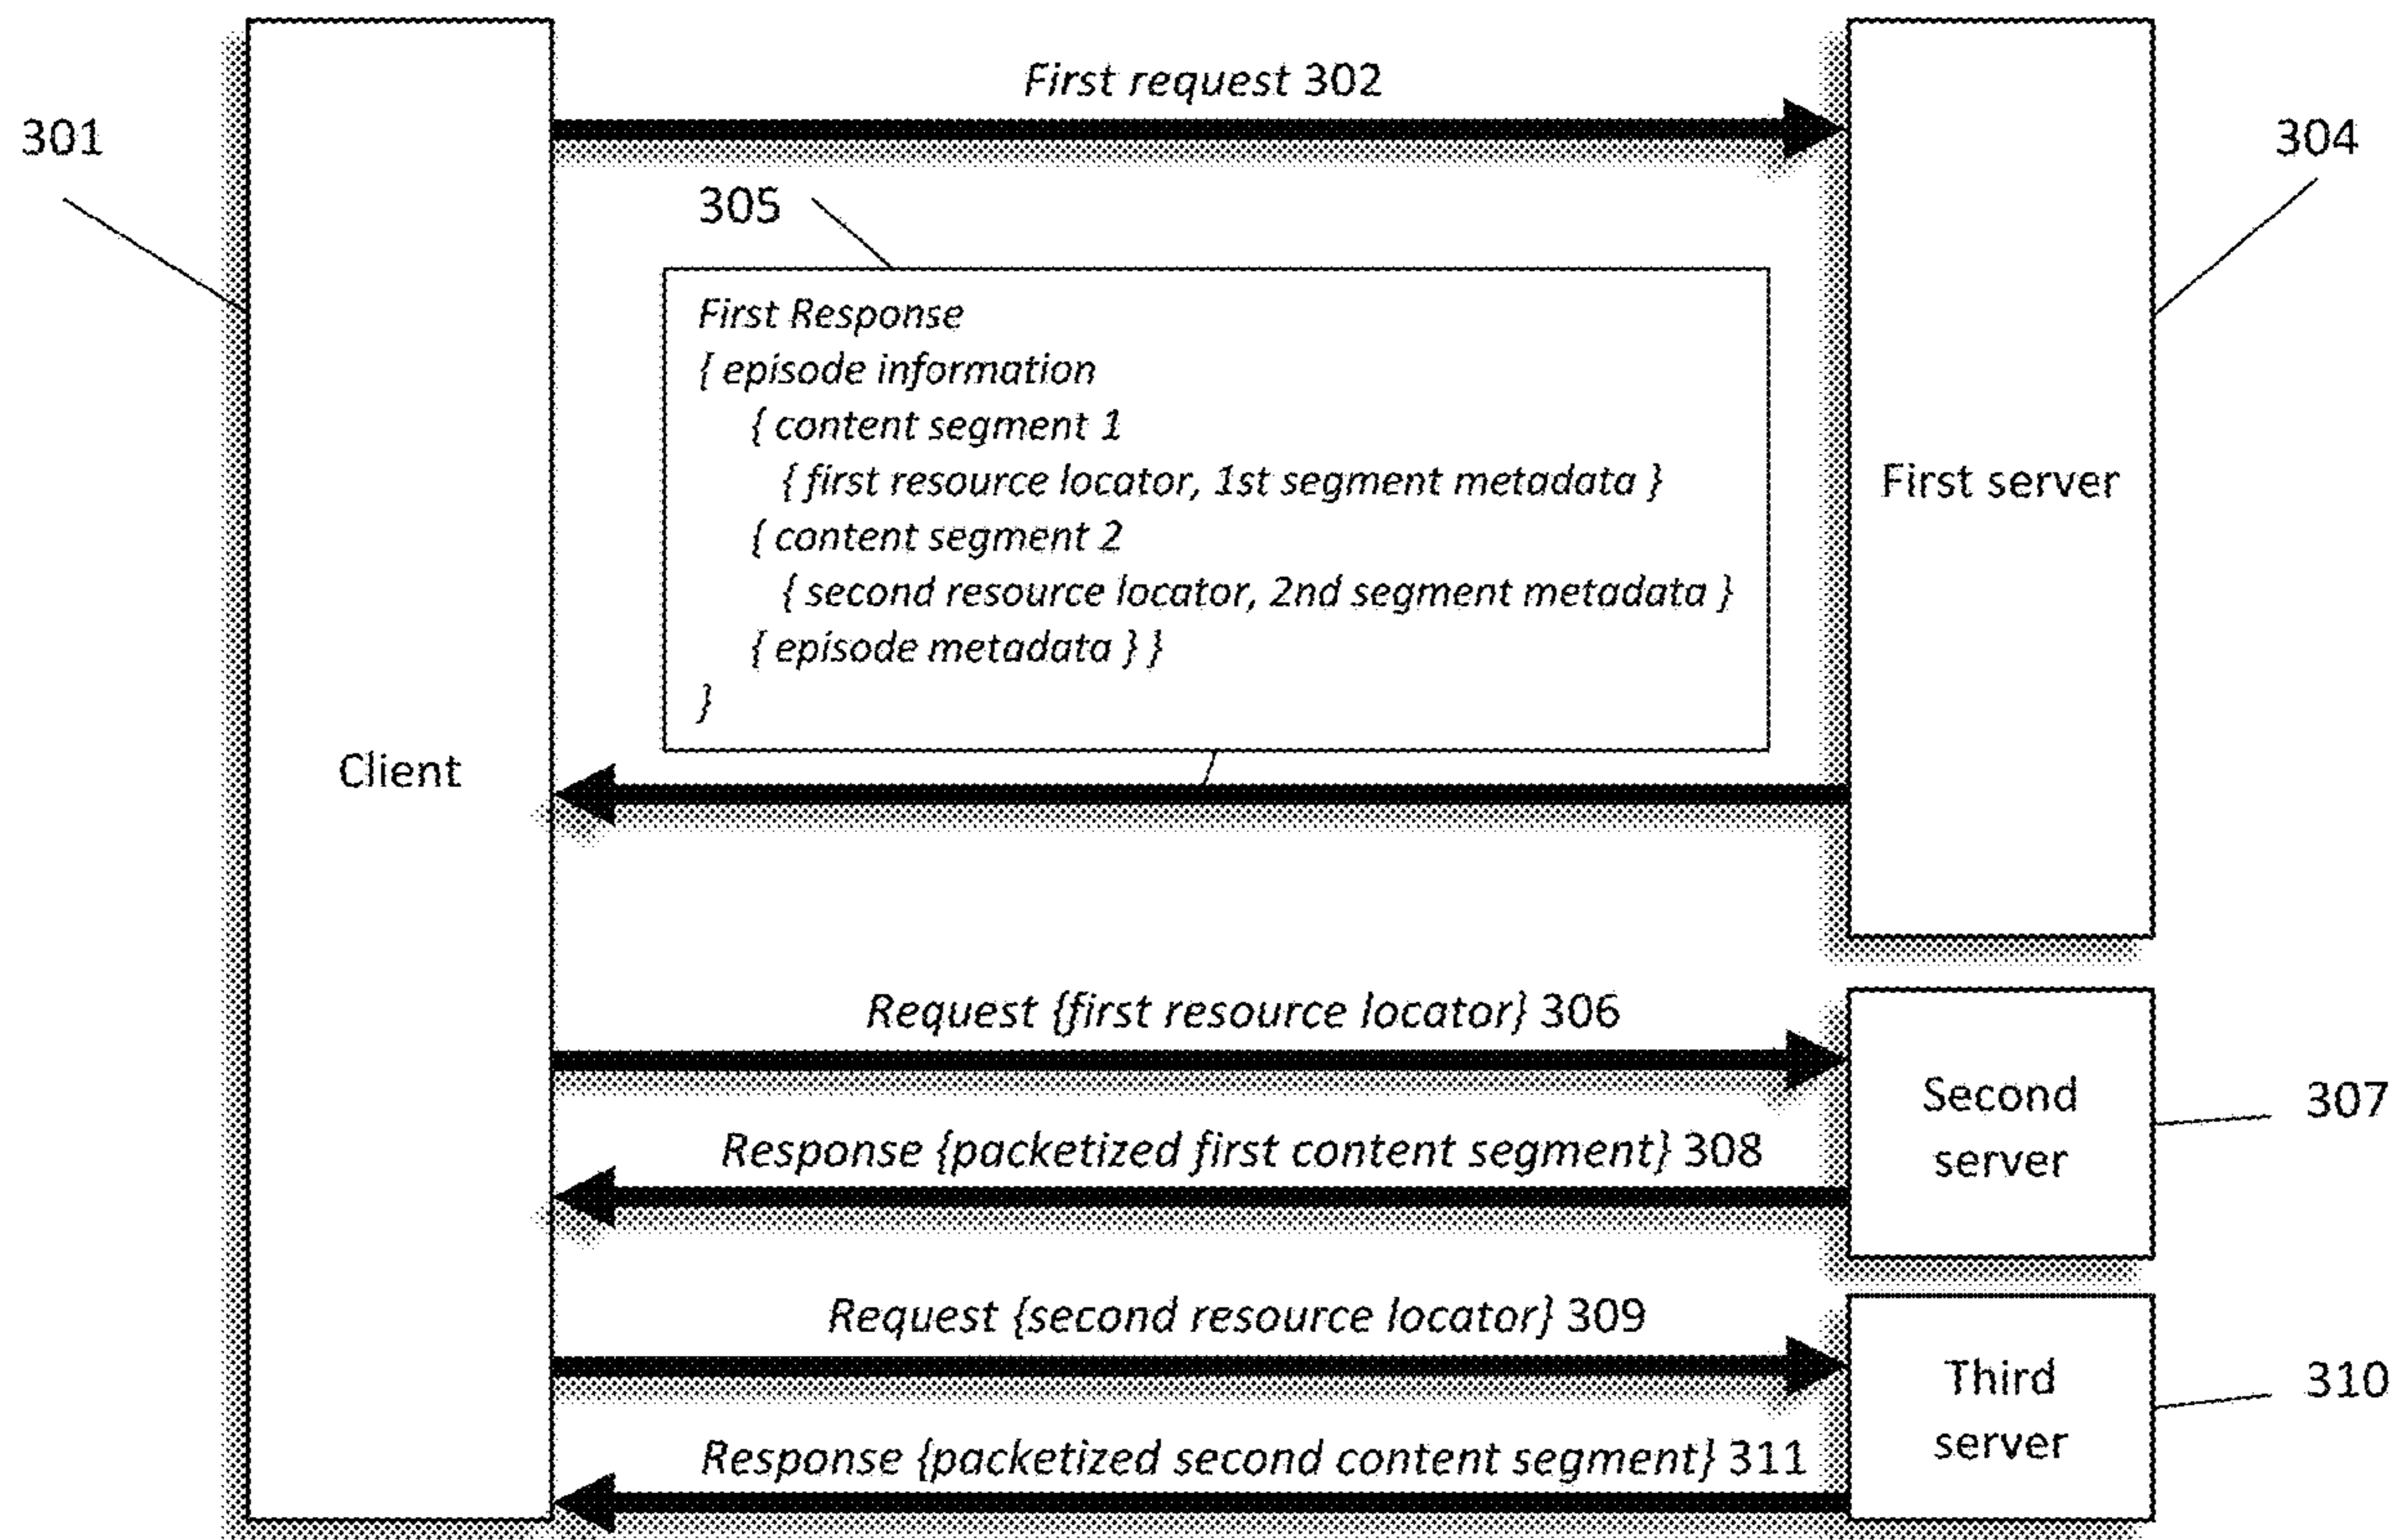 First request 302
301
304
305
First Response
{ episode information
{ content segment 1
{ first resource locator, 1st segment metadata }
{ content segment 2
{ second resource locator, 2nd segment metadata }
{ episode metadata } }
}
First server
Client
Request {first resource locator} 306
Second
server
307
Response {packetized first content segment} 308
Request {second resource locator} 309
Third
server
310
Response {packetized second content segment} 311